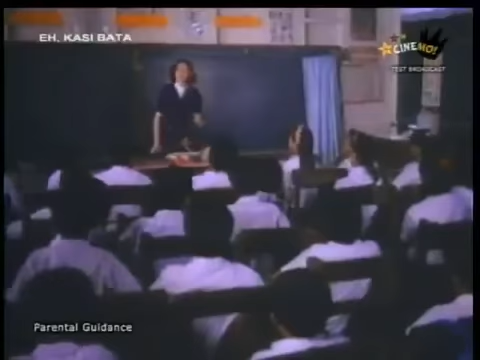 EH, KASI BATA
CINEMO!
TEST BROADCAST
Parental Guidance